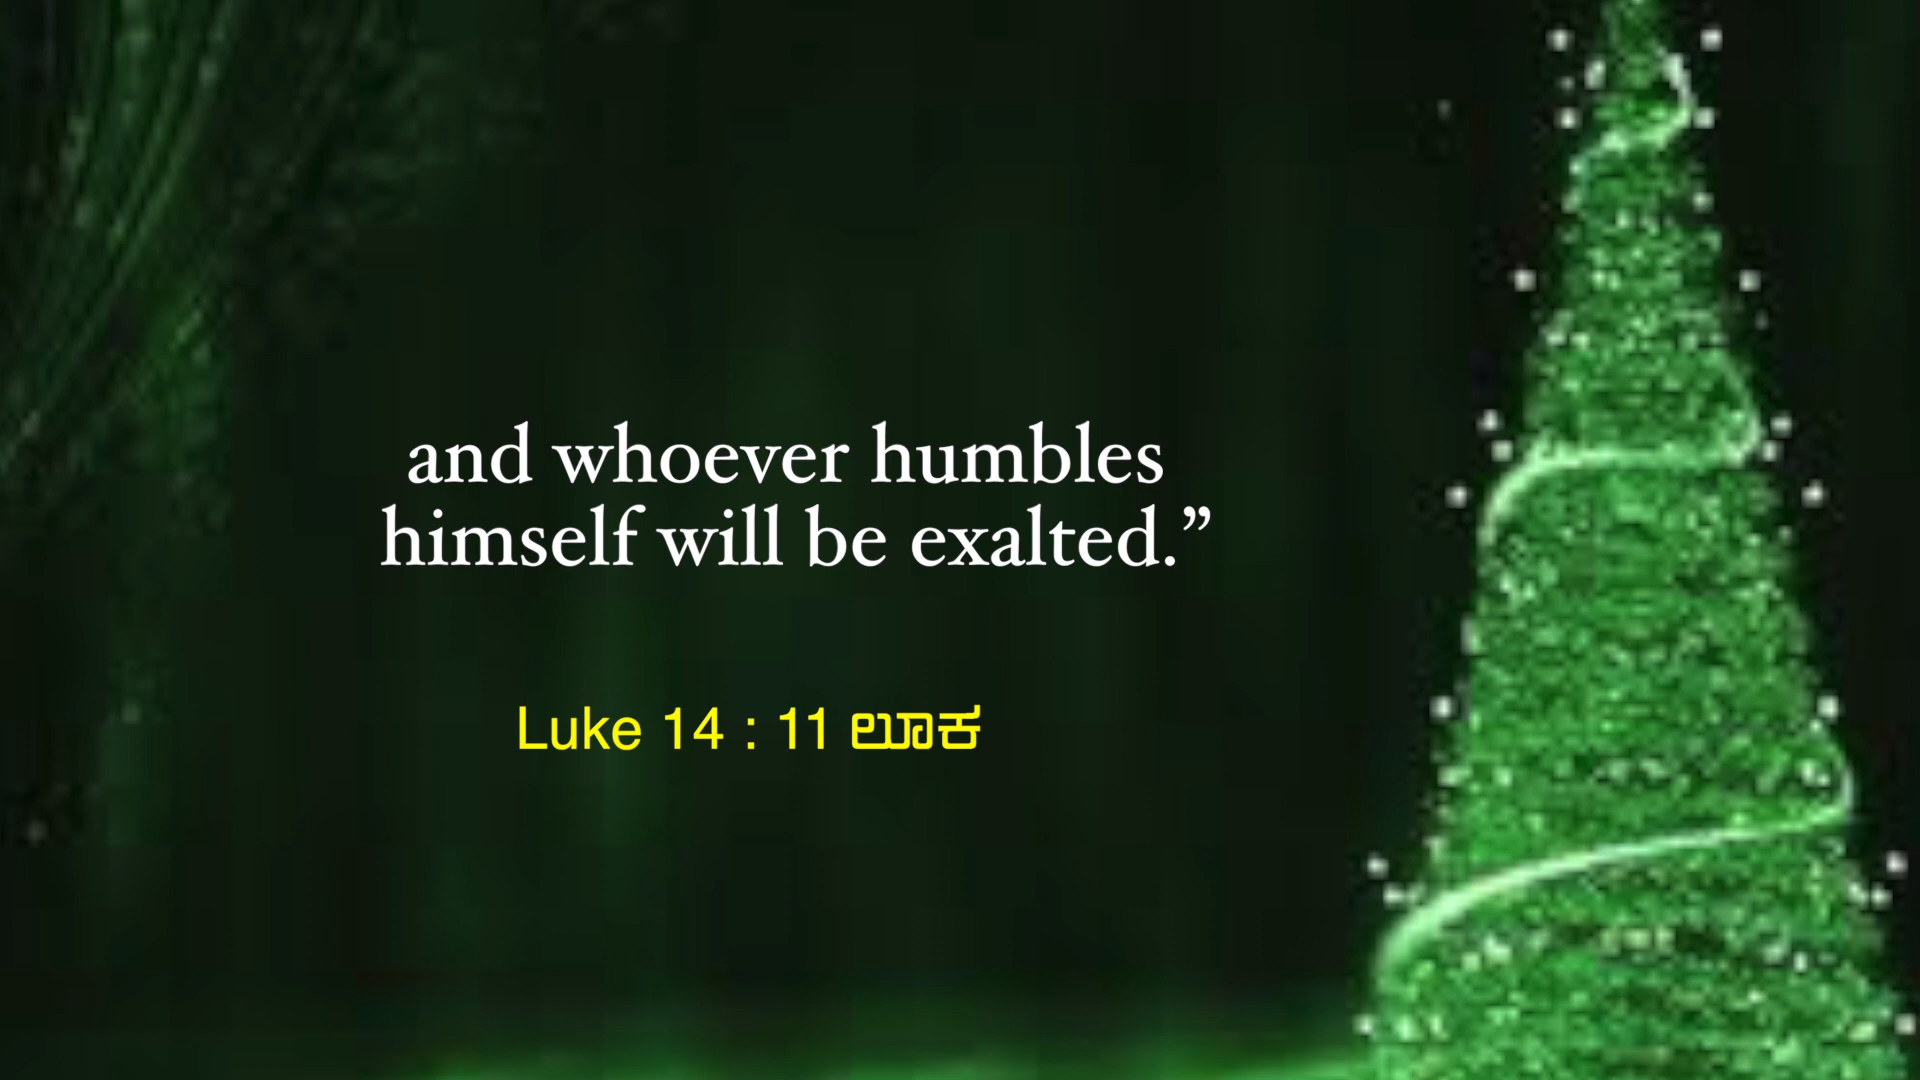 and whoever humbles
himself will be exalted.”
Luke 14 : 11 ಲೂಕ